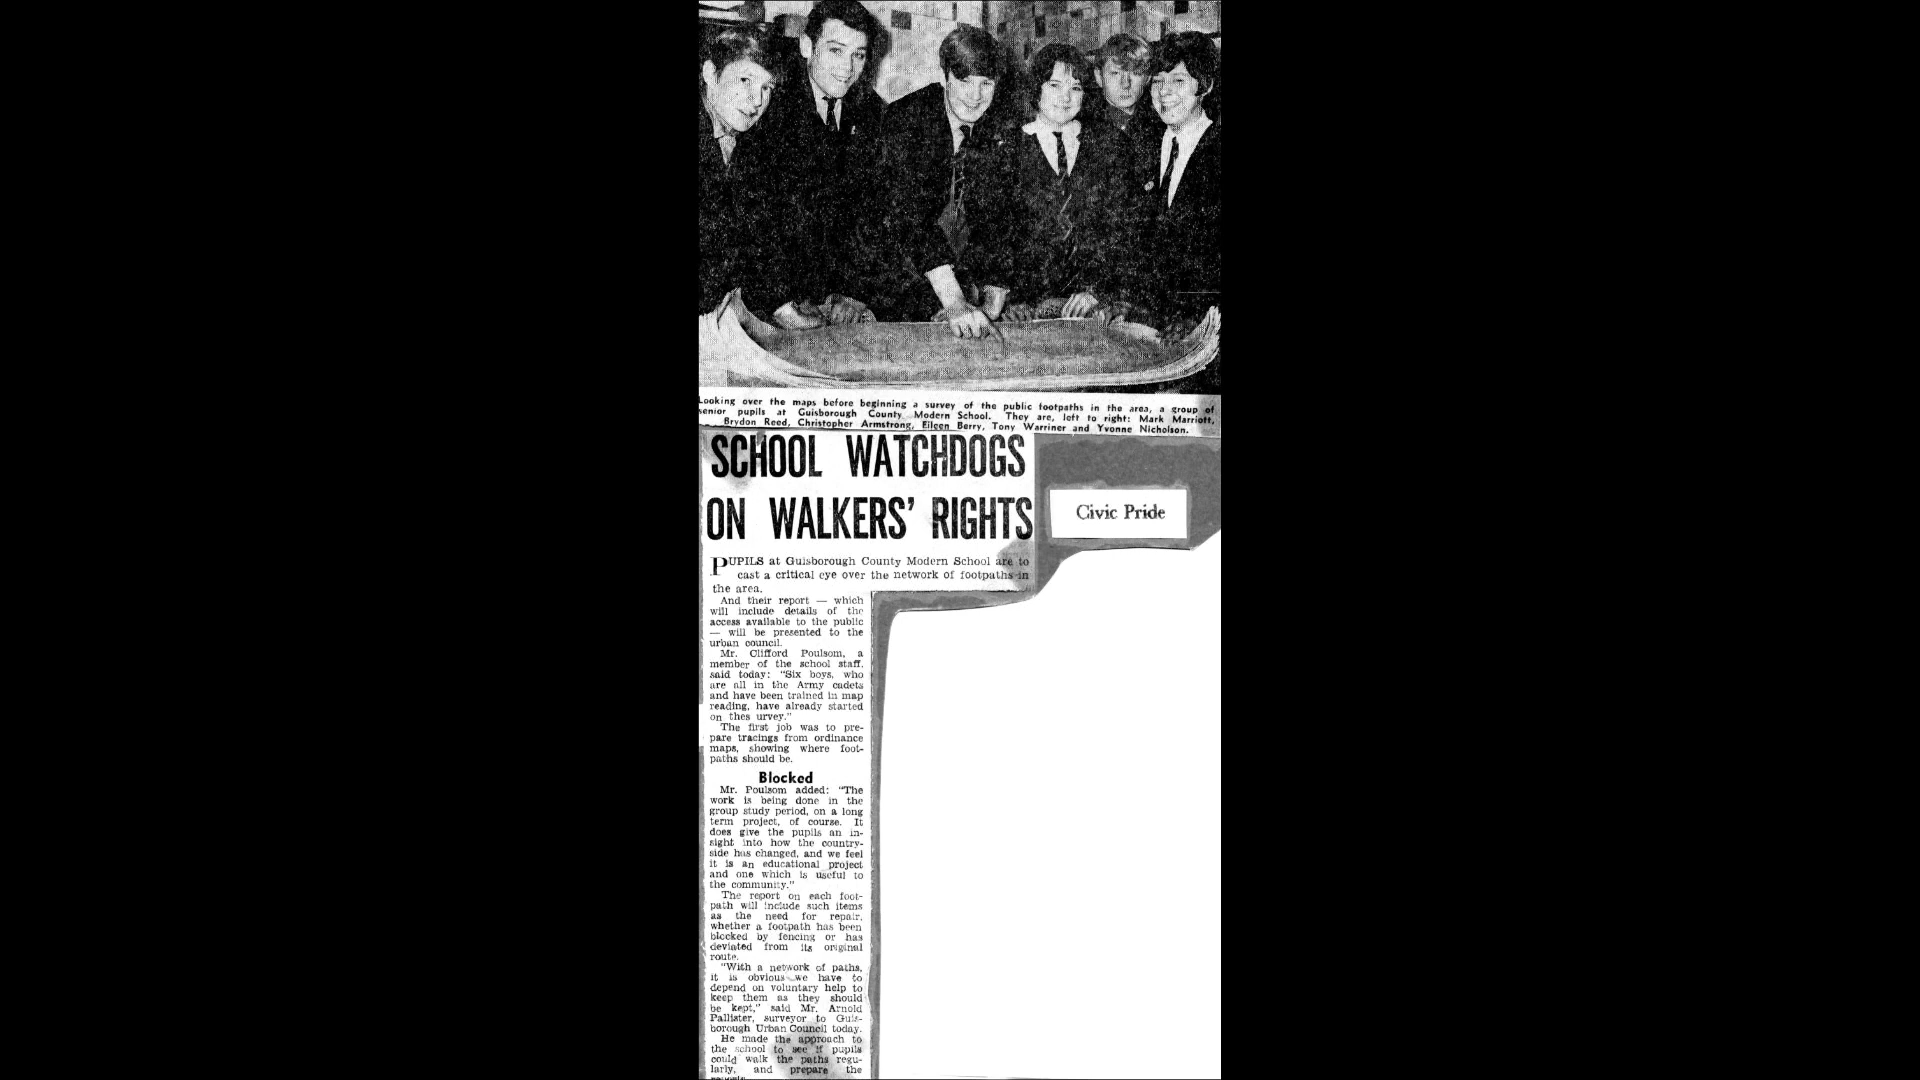 Looking over the maps before beginning a survey of the public footpaths in the area, a group of
senior pupils at Guisborough County Modern School. They are, left to right: Mark Marriott,
Brydon Reed, Christopher Armstrong, Eileen Berry, Tony Warriner and Yvonne Nicholson.
SCHOOL WATCHDOGS
ON WALKERS' RIGHTS
Civic Pride
PUPILS at Guisborough County Modern School are to
cast a critical eye over the network of footpaths in
the area.
And their report — which
will include details of the
access available to the public
— will be presented to the
urban council.
Mr. Clifford Poulsom, a
member of the school staff,
said today: "Six boys, who
are all in the Army cadets
and have been trained in map
reading, have already started
on thes urvey."
The first job was to pre-
pare tracings from ordinance
maps, showing where foot-
paths should be.
Blocked
Mr. Poulsom added: "The
work is being done in the
group study period, on a long
term project, of course. It
does give the pupils an in-
sight into how the country-
side has changed, and we feel
it is an educational project
and one which is useful to
the community."
The report on each foot-
path will include such items
as the need for repair,
whether a footpath has been
blocked by fencing or has
deviated from its original
route.
"With a network of paths,
it is obvious we have to
depend on voluntary help to
keep them as they should
be kept," said Mr. Arnold
Pallister, surveyor to Guis-
borough Urban Council today.
He made the approach to
the school to see if pupils
could walk the paths regu-
larly, and prepare the